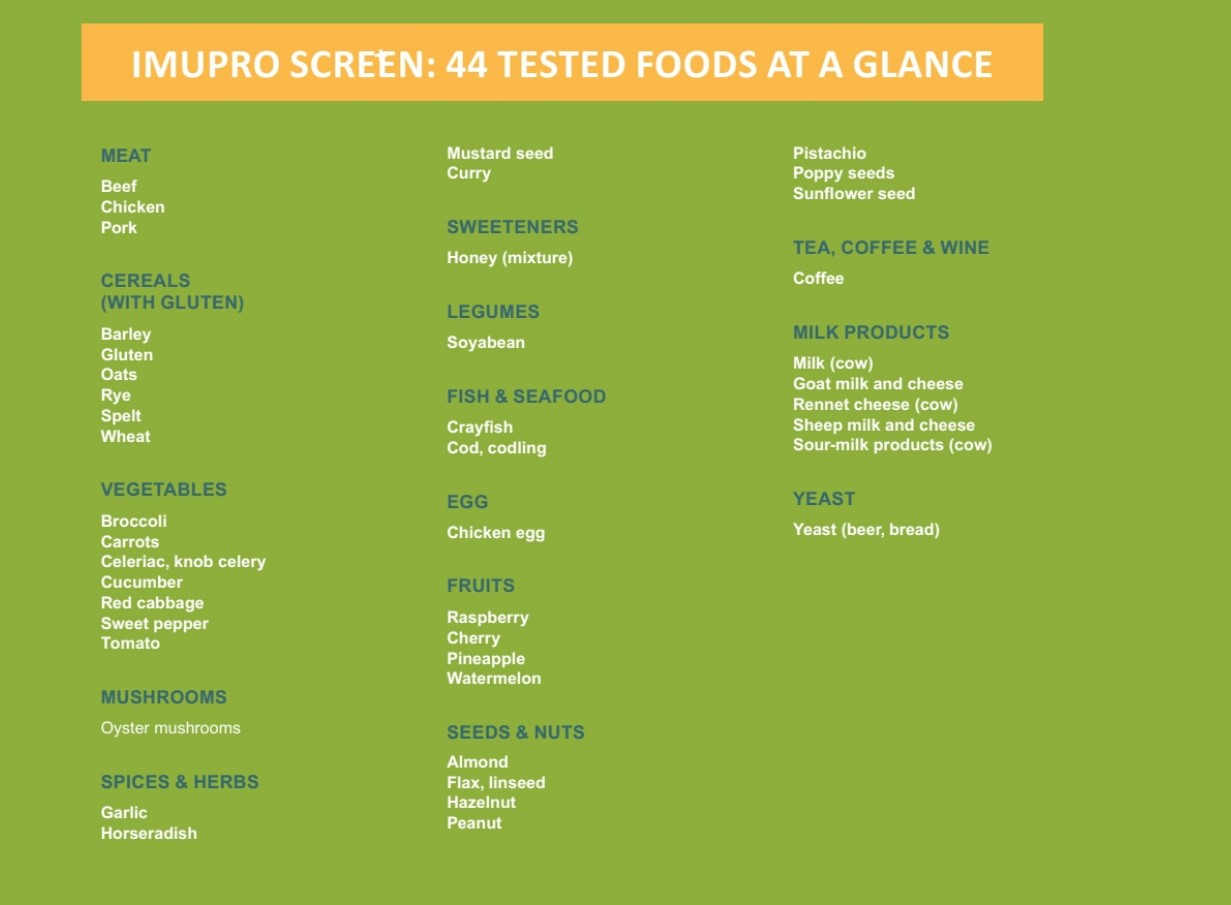 IMUPRO SCREEN: 44 TESTED FOODS AT A GLANCE
MEAT
Beef
Chicken
Pork
CEREALS
(WITH GLUTEN)
Barley
Gluten
Oats
Rye
Spelt
Wheat
VEGETABLES
Broccoli
Carrots
Celeriac, knob celery
Cucumber
Red cabbage
Sweet pepper
Tomato
MUSHROOMS
Oyster mushrooms
SPICES & HERBS
Garlic
Horseradish
Mustard seed
Curry
SWEETENERS
Honey (mixture)
LEGUMES
Soyabean
FISH & SEAFOOD
Crayfish
Cod, codling
EGG
Chicken egg
FRUITS
Raspberry
Cherry
Pineapple
Watermelon
SEEDS & NUTS
Almond
Flax, linseed
Hazelnut
Peanut
Pistachio
Poppy seeds
Sunflower seed
TEA, COFFEE & WINE
Coffee
MILK PRODUCTS
Milk (cow)
Goat milk and cheese
Rennet cheese (cow)
Sheep milk and cheese
Sour-milk products (cow)
YEAST
Yeast (beer, bread)